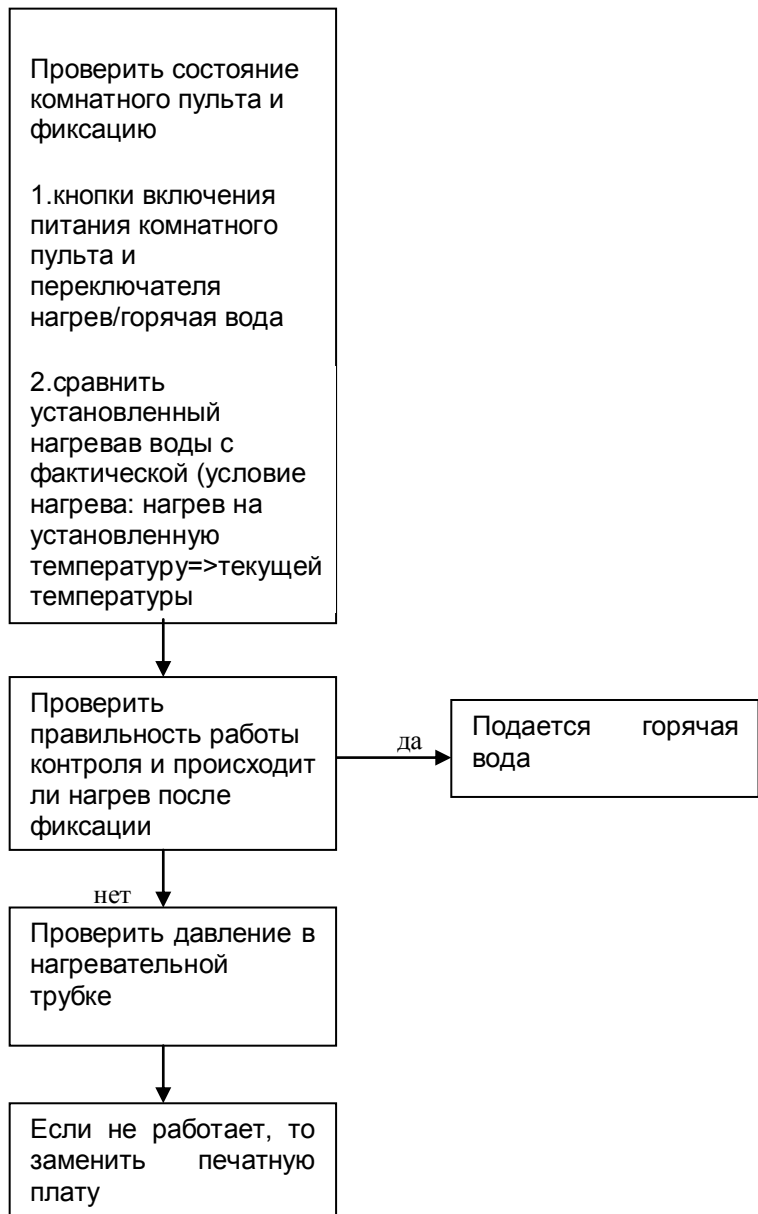 Проверить состояние
комнатного пульта и
фиксацию
1.кнопки включения
питания комнатного
пульта и
переключателя
нагрев/горячая вода
2.сравнить
установленный
нагревав воды с
фактической (условие
нагрева: нагрев на
установленную
температуру=>текущей
температуры
Проверить
правильность работы
контроля и происходит
ли нагрев после
фиксации
да
Подается горячая
вода
нет
Проверить давление в
нагревательной
трубке
Если не работает, то
заменить печатную
плату